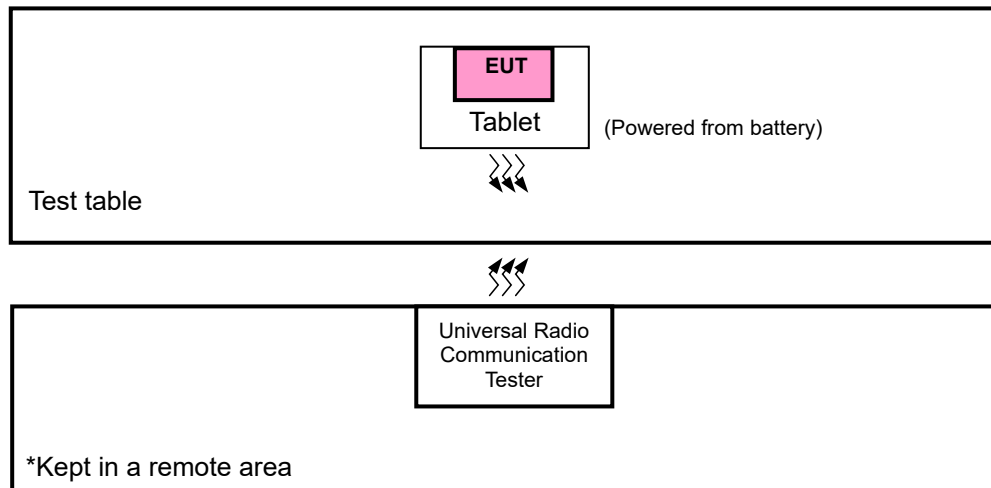 EUT
Tablet
(Powered from battery)
Test table
Universal Radio
Communication
Tester
*Kept in a remote area